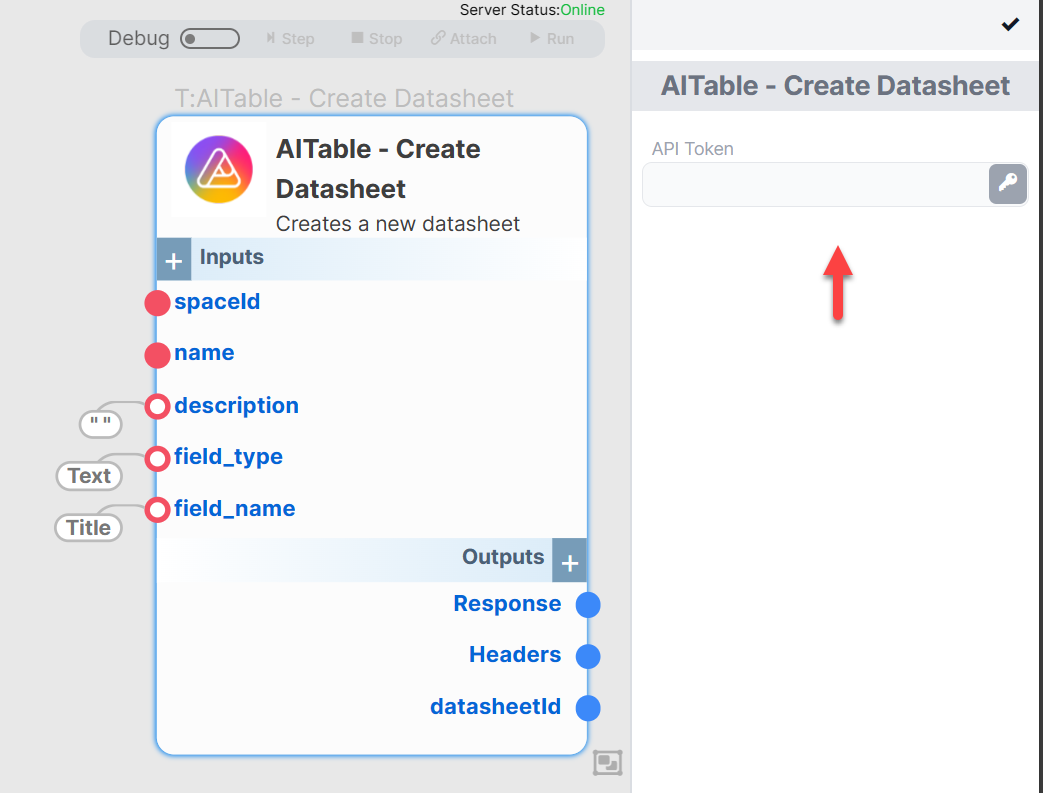 Server Status:Online
Debug Step Stop Attach Run
T:AITable - Create Datasheet
AITable - Create
Datasheet
Creates a new datasheet
+ Inputs
spaceId
name
description
" "
field_type
Text
field_name
Title
Outputs +
Response
Headers
datasheetId
AITable - Create Datasheet
API Token